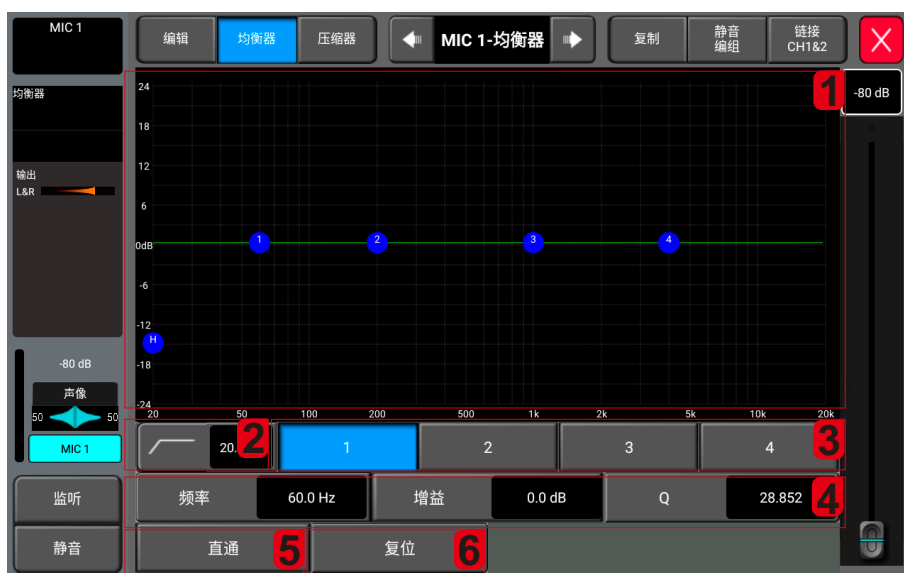 MIC 1
编辑
均衡器
压缩器
MIC 1-均衡器
复制
静音
编组
链接
CH1&2
均衡器
输出
L&R
-80 dB
声像
50
50
MIC 1
监听
静音
24
18
12
6
0dB
-6
-12
-18
-24
1
2
3
4
H
20
50
100
200
500
1k
2k
5k
10k
20k
1
-80 dB
20.
2
1
2
3
4
3
频率
60.0 Hz
增益
0.0 dB
Q
28.852
4
直通
5
复位
6